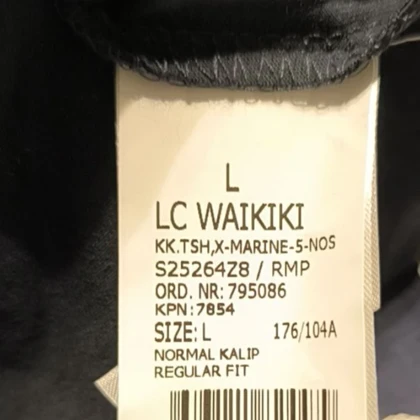 L
LC WAIKIKI
KK.TSH,X-MARINE-5-NOS
S25264Z8 / RMP
ORD. NR: 795086
KPN: 7854
SIZE: L 176/104A
NORMAL KALIP
REGULAR FIT